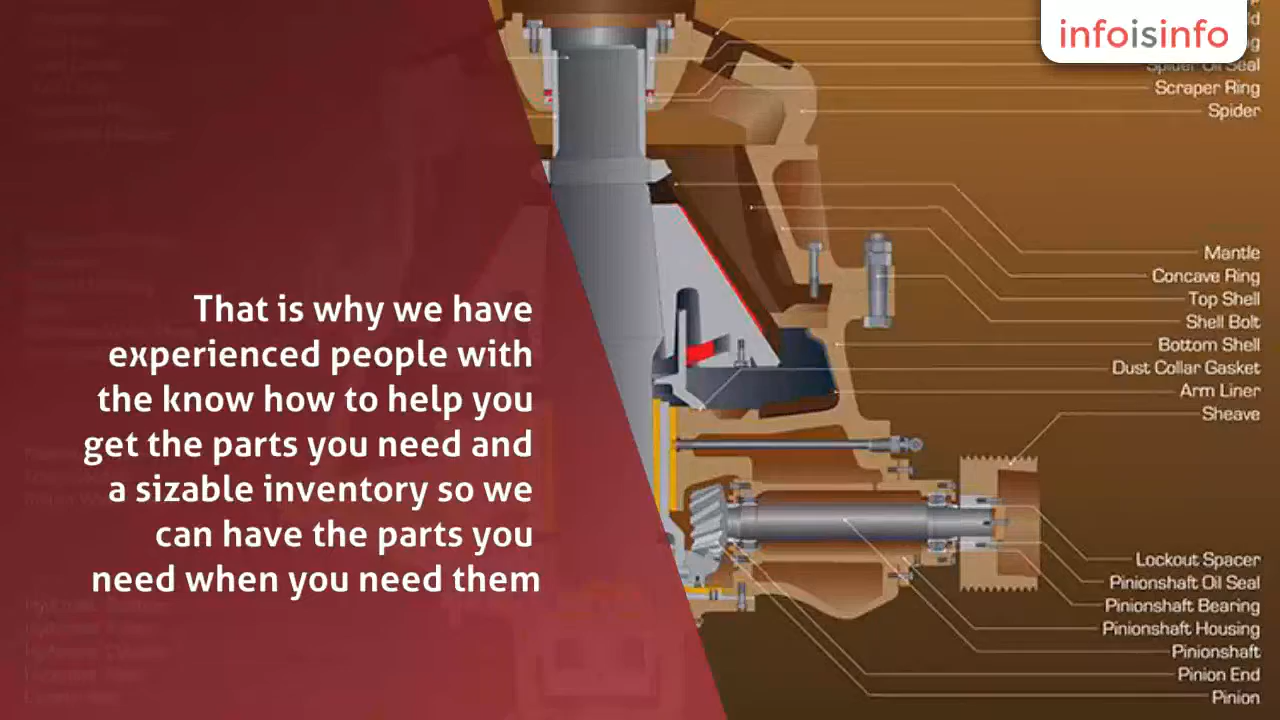 infoisinfo
Spider Oil Seal
Scraper Ring
Spider
Mantle
Concave Ring
Top Shell
Shell Bolt
Bottom Shell
Dust Collar Gasket
Arm Liner
Sheave
That is why we have
experienced people with
the know how to help you
get the parts you need and
a sizable inventory so we
can have the parts you
need when you need them
Lockout Spacer
Pinionshaft Oil Seal
Pinionshaft Bearing
Pinionshaft Housing
Pinionshaft
Pinion End
Pinion